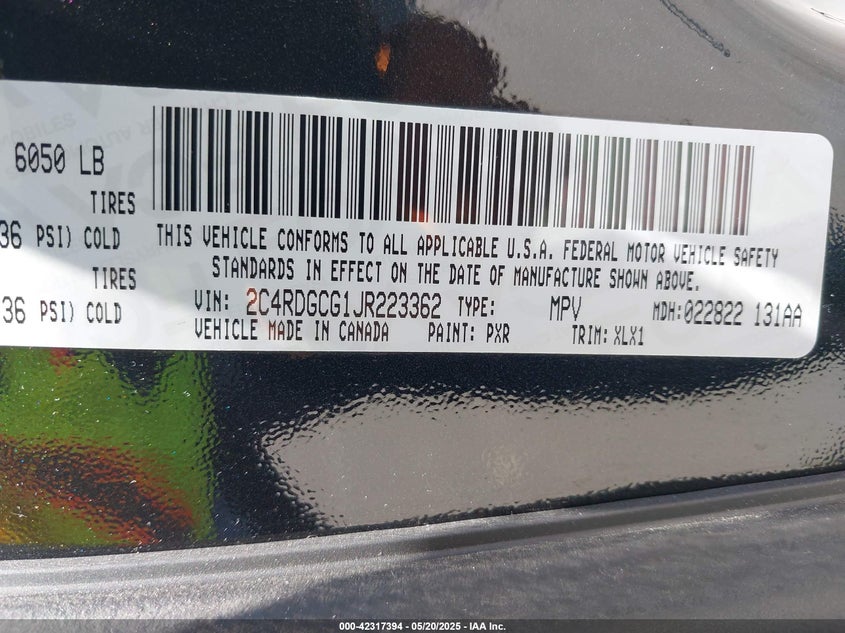 6050 LB
TIRES
36 PSI) COLD
TIRES
36 PSI) COLD
THIS VEHICLE CONFORMS TO ALL APPLICABLE U.S.A. FEDERAL MOTOR VEHICLE SAFETY
STANDARDS IN EFFECT ON THE DATE OF MANUFACTURE SHOWN ABOVE.
VIN: 2C4RDGCG1JR223362 TYPE: MPV MDH:022822 131AA
VEHICLE MADE IN CANADA PAINT: PXR TRIM: XLX1
000-42317394 — 05/20/2025 — IAA Inc.